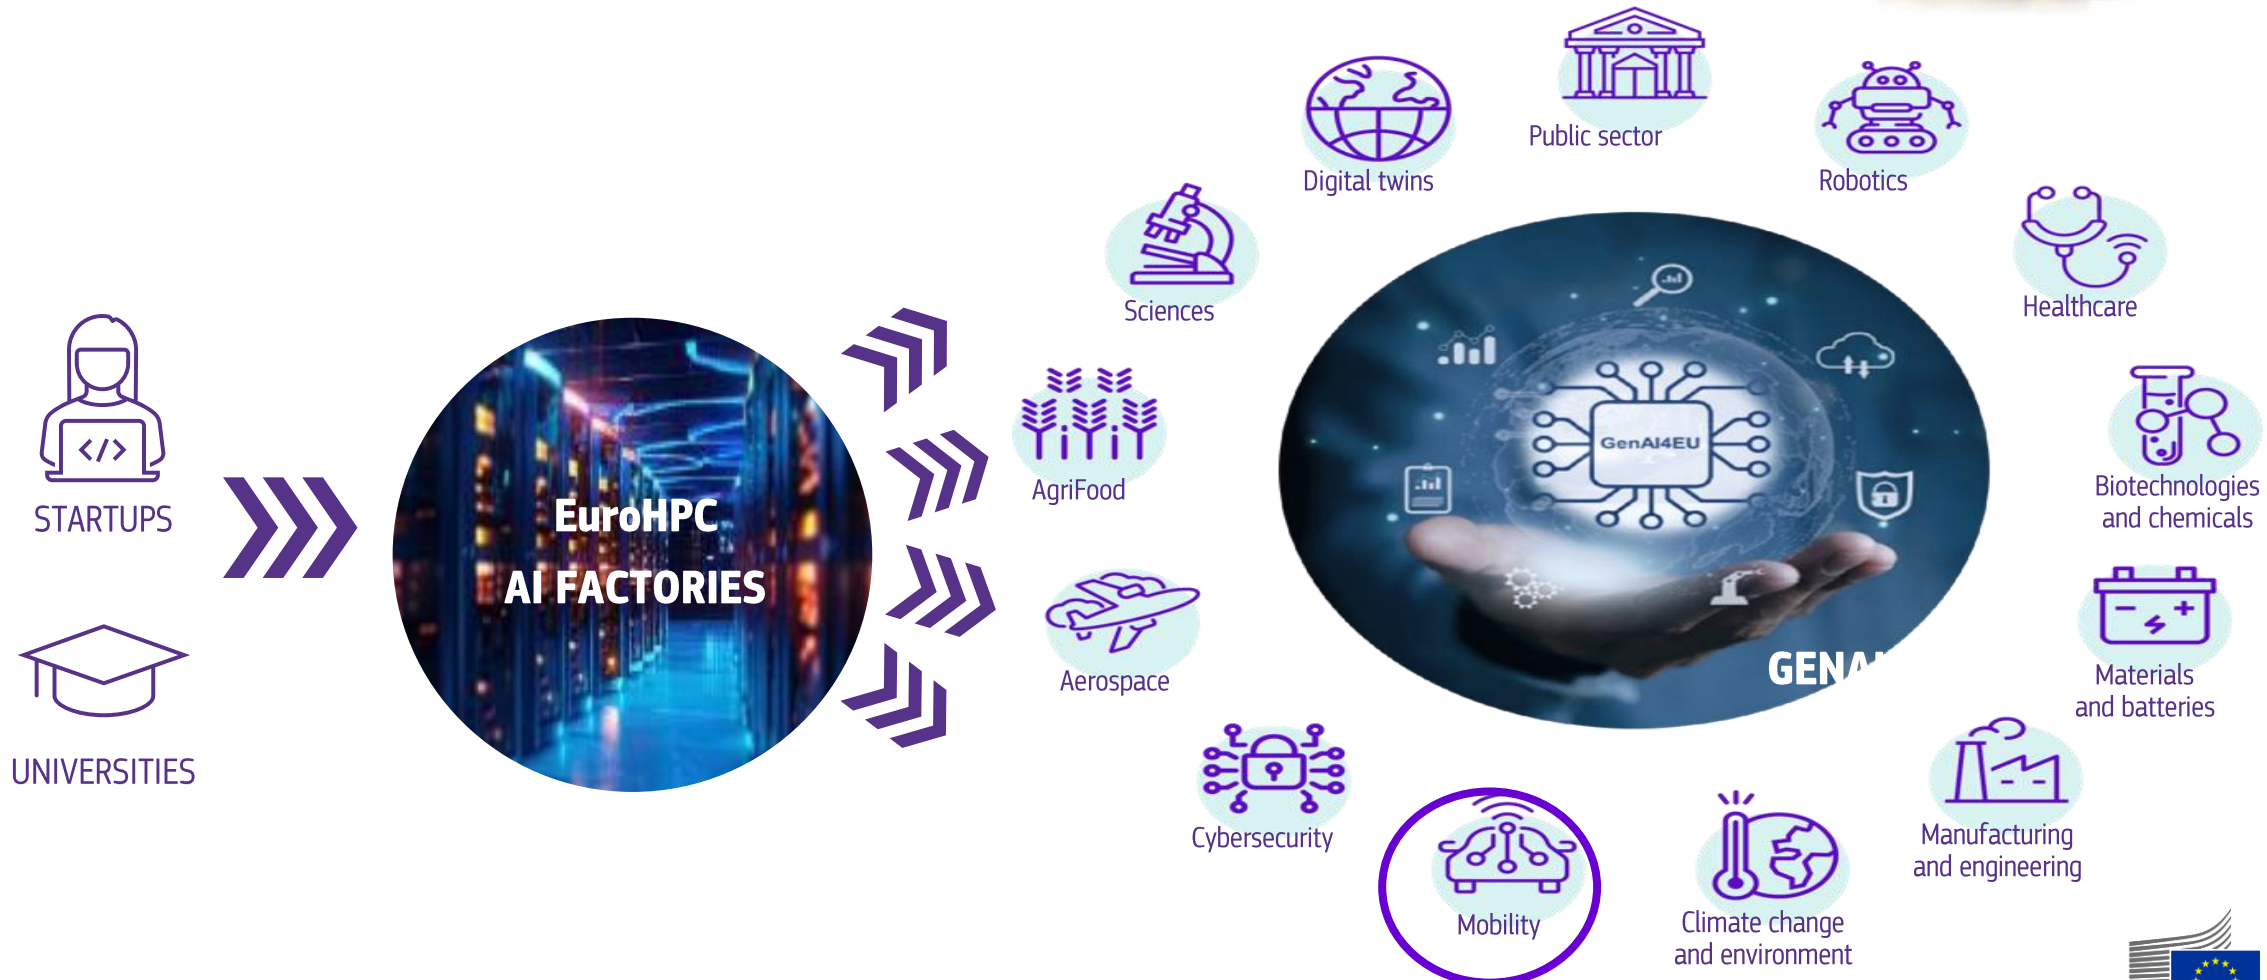 STARTUPS
UNIVERSITIES
</>
EuroHPC
AI FACTORIES
Public sector
Digital twins
Robotics
Sciences
Healthcare
AgriFood
GenAI4EU
Biotechnologies
and chemicals
Aerospace
GENAI
Materials
and batteries
Cybersecurity
Manufacturing
and engineering
Mobility
Climate change
and environment